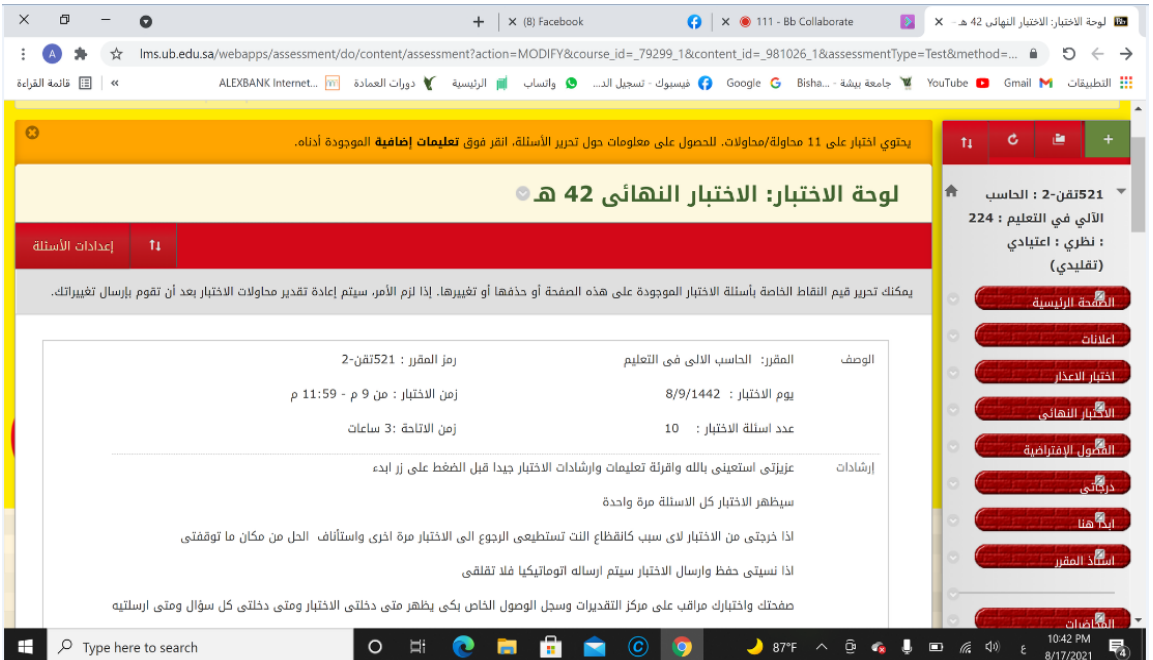 لوحة الاختبار: الاختبار النهائى 42 هـ -
111 - Bb Collaborate
(8) Facebook
lms.ub.edu.sa/webapps/assessment/do/content/assessment?action=MODIFY&course_id=_79299_1&content_id=_981026_1&assessmentType=Test&method=...
A
التطبيقات
Gmail
YouTube
جامعة بيشة - Bisha...
Google
فيسبوك - تسجيل الد...
واتساب
الرئيسية
دورات العمادة
ALEXBANK Internet...
»
قائمة القراءة
يحتوي اختبار على 11 محاولة/محاولات. للحصول على معلومات حول تحرير الأسئلة، انقر فوق تعليمات إضافية الموجودة أدناه.
لوحة الاختبار: الاختبار النهائى 42 هـ
إعدادات الأسئلة
يمكنك تحرير قيم النقاط الخاصة بأسئلة الاختبار الموجودة على هذه الصفحة أو حذفها أو تغييرها. إذا لزم الأمر، سيتم إعادة تقدير محاولات الاختبار بعد أن تقوم بإرسال تغييراتك.
الوصف
المقرر: الحاسب الالى فى التعليم
رمز المقرر : 521تقن-2
يوم الاختبار : 8/9/1442
زمن الاختبار : من 9 م - 11:59 م
عدد اسئلة الاختبار : 10
زمن الاتاحة :3 ساعات
إرشادات
عزيزتى استعينى بالله واقرئة تعليمات وارشادات الاختبار جيدا قبل الضغط على زر ابدء
سيظهر الاختبار كل الاسئلة مرة واحدة
اذا خرجتى من الاختبار لاى سبب كانقظاع النت تستطيعى الرجوع الى الاختبار مرة اخرى واستأناف الحل من مكان ما توقفتى
اذا نسيتى حفظ وارسال الاختبار سيتم ارساله اتوماتيكيا فلا تقلقى
صفحتك واختبارك مراقب على مركز التقديرات وسجل الوصول الخاص بكى يظهر متى دخلتى الاختبار ومتى دخلتى كل سؤال ومتى ارسلتيه
521تقن-2 : الحاسب
الآلي في التعليم : 224
: نظري : اعتيادي
(تقليدي)
الصفحة الرئيسية
اعلانات
اختبار الاعذار
الاختبار النهائى
الفصول الإفتراضية
درجاتى
ابدأ هنا
استاذ المقرر
المحاضرات
Type here to search
87°F
ع
10:42 PM
8/17/2021
4